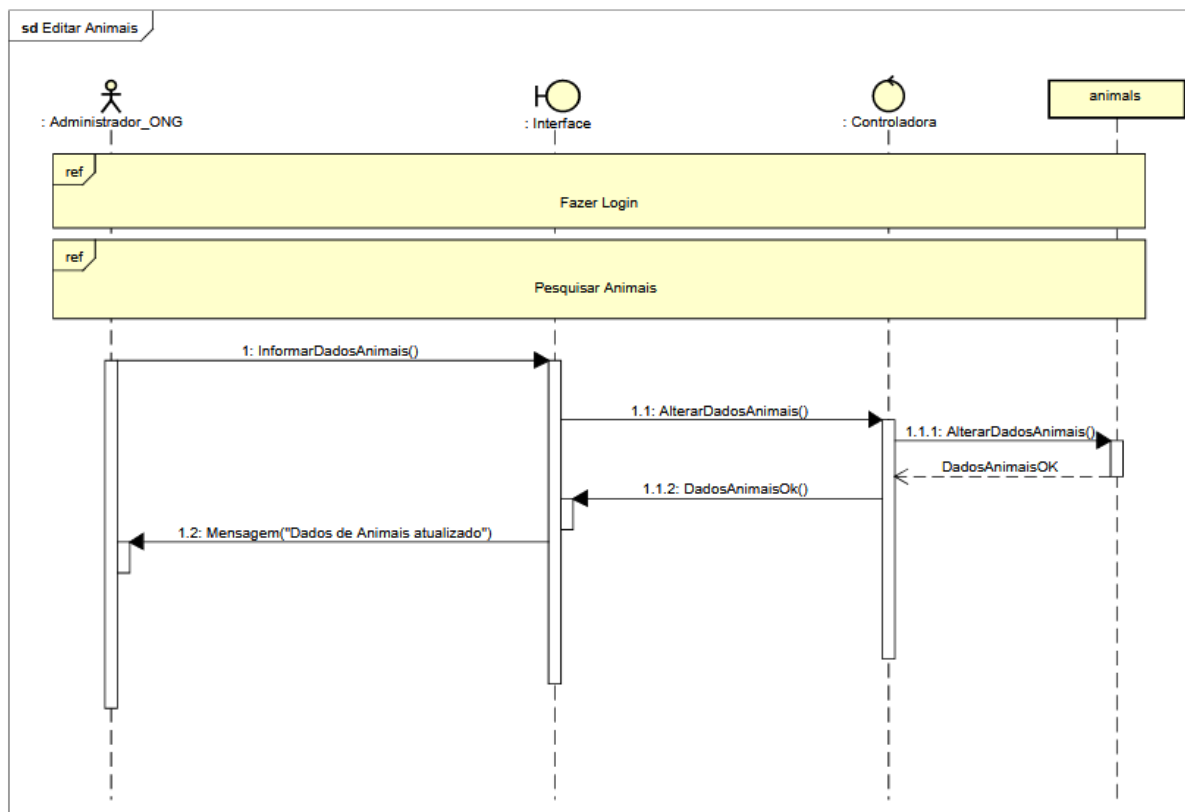 sd Editar Animais
: Administrador_ONG
: Interface
: Controladora
animals
ref
Fazer Login
ref
Pesquisar Animais
1: InformarDadosAnimais()
1.1: AlterarDadosAnimais()
1.1.1: AlterarDadosAnimais()
DadosAnimaisOK
1.1.2: DadosAnimaisOk()
1.2: Mensagem("Dados de Animais atualizado")